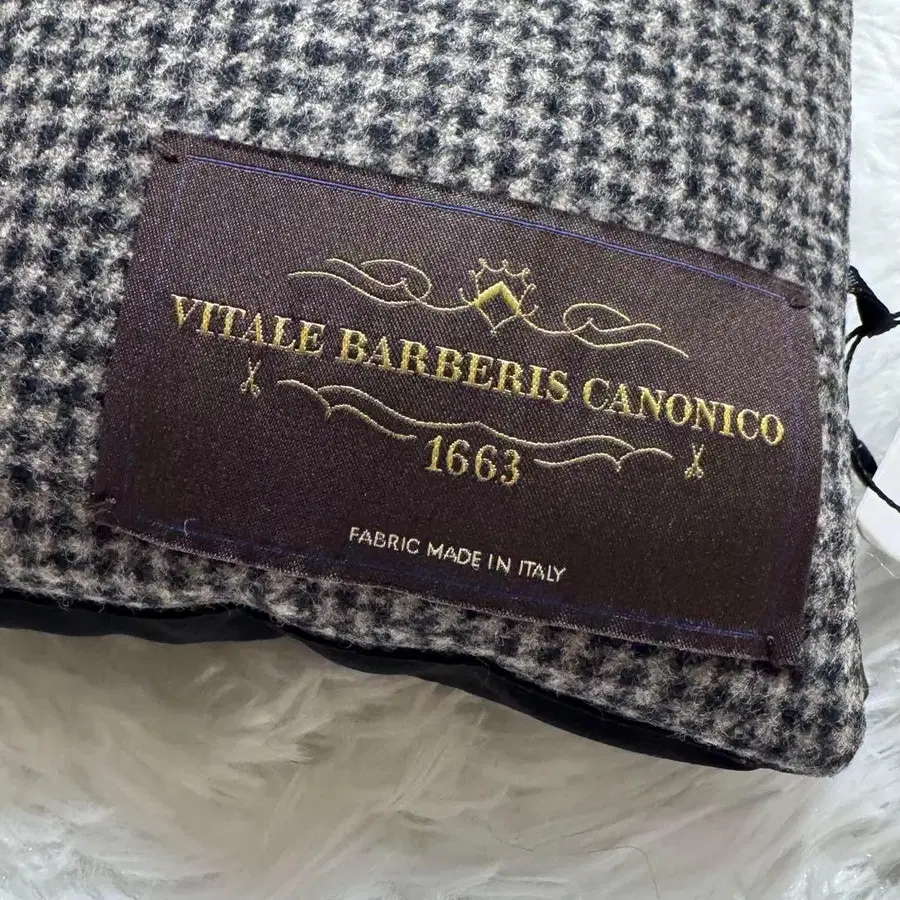 VITALE BARBERIS CANONICO
1663
FABRIC MADE IN ITALY